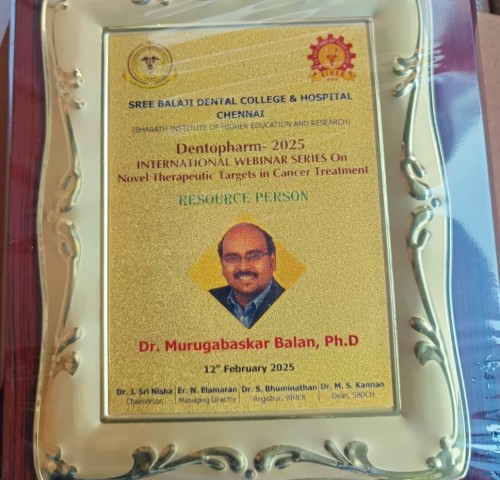 BIHER
SREE BALAJI DENTAL COLLEGE & HOSPITAL
CHENNAI
(BHARATH INSTITUTE OF HIGHER EDUCATION AND RESEARCH)
Dentopharm- 2025
INTERNATIONAL WEBINAR SERIES On
Novel Therapeutic Targets in Cancer Treatment
RESOURCE PERSON
Dr. Murugabaskar Balan, Ph.D
12th February 2025
Dr. J. Sri Nisha Er. N. Elamaran Dr. S. Bhuminathan Dr. M. S. Kannan
Chairperson Managing Director Registrar, BIHER Dean, SBDCH